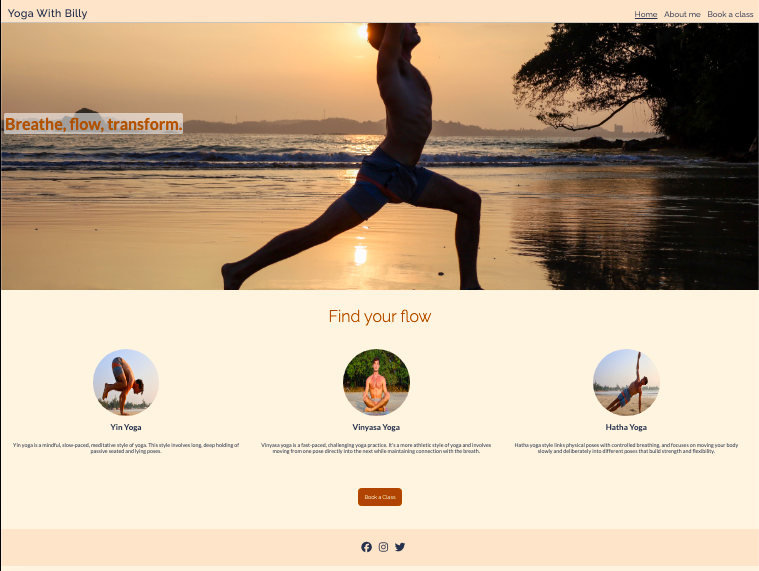 Yoga With Billy
Home About me Book a class
Breathe, flow, transform.
Find your flow
Yin Yoga
Yin yoga is a mindful, slow-paced, meditative style of yoga. This style involves long, deep holding of
passive seated and lying poses.
Vinyasa Yoga
Vinyasa yoga is a fast-paced, challenging yoga practice. It's a more athletic style of yoga and involves
moving from one pose directly into the next while maintaining connection with the breath.
Hatha Yoga
Hatha yoga style links physical poses with controlled breathing, and focuses on moving your body
slowly and deliberately into different poses that build strength and flexibility.
Book a Class